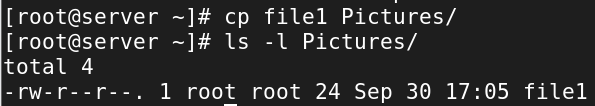 [root@server ~]# cp file1 Pictures/
[root@server ~]# ls -l Pictures/
total 4
-rw-r--r--. 1 root root 24 Sep 30 17:05 file1